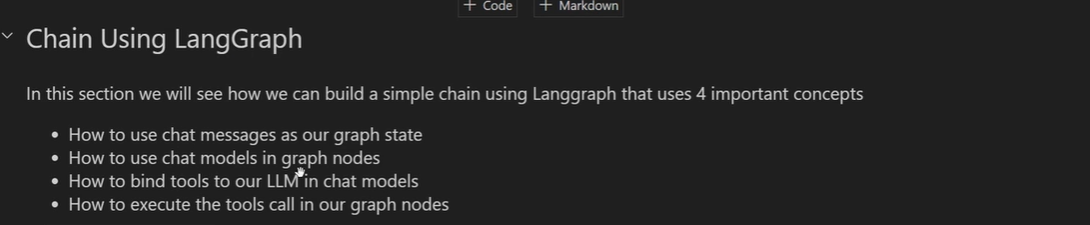 + Code + Markdown
Chain Using LangGraph
In this section we will see how we can build a simple chain using Langgraph that uses 4 important concepts
• How to use chat messages as our graph state
• How to use chat models in graph nodes
• How to bind tools to our LLM in chat models
• How to execute the tools call in our graph nodes